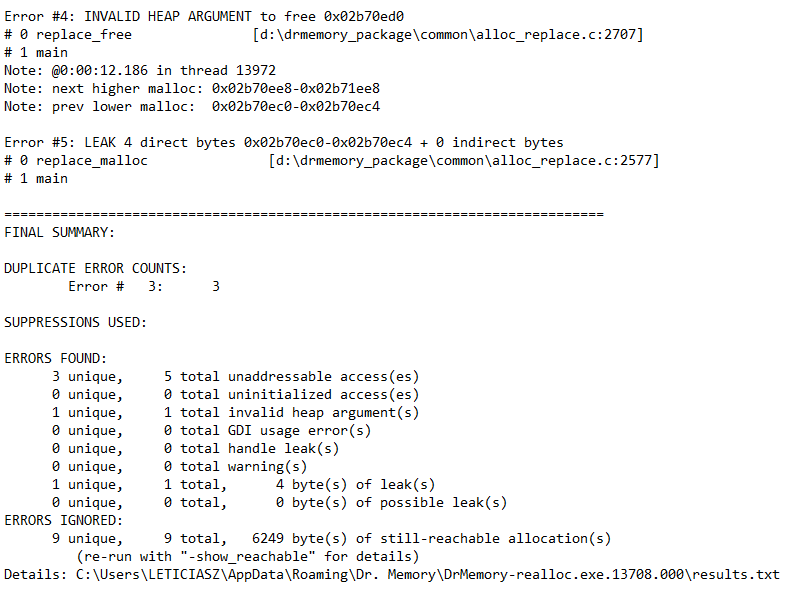 Error #4: INVALID HEAP ARGUMENT to free 0x02b70ed0
# 0 replace_free               [d:\drmemory_package\common\alloc_replace.c:2707]
# 1 main
Note: @0:00:12.186 in thread 13972
Note: next higher malloc: 0x02b70ee8-0x02b71ee8
Note: prev lower malloc:  0x02b70ec0-0x02b70ec4

Error #5: LEAK 4 direct bytes 0x02b70ec0-0x02b70ec4 + 0 indirect bytes
# 0 replace_malloc               [d:\drmemory_package\common\alloc_replace.c:2577]
# 1 main

===========================================================================
FINAL SUMMARY:

DUPLICATE ERROR COUNTS:
        Error #   3:      3

SUPPRESSIONS USED:

ERRORS FOUND:
      3 unique,     5 total unaddressable access(es)
      0 unique,     0 total uninitialized access(es)
      1 unique,     1 total invalid heap argument(s)
      0 unique,     0 total GDI usage error(s)
      0 unique,     0 total handle leak(s)
      0 unique,     0 total warning(s)
      1 unique,     1 total,      4 byte(s) of leak(s)
      0 unique,     0 total,      0 byte(s) of possible leak(s)
ERRORS IGNORED:
      9 unique,     9 total,   6249 byte(s) of still-reachable allocation(s)
         (re-run with "-show_reachable" for details)
Details: C:\Users\LETICIASZ\AppData\Roaming\Dr. Memory\DrMemory-realloc.exe.13708.000\results.txt